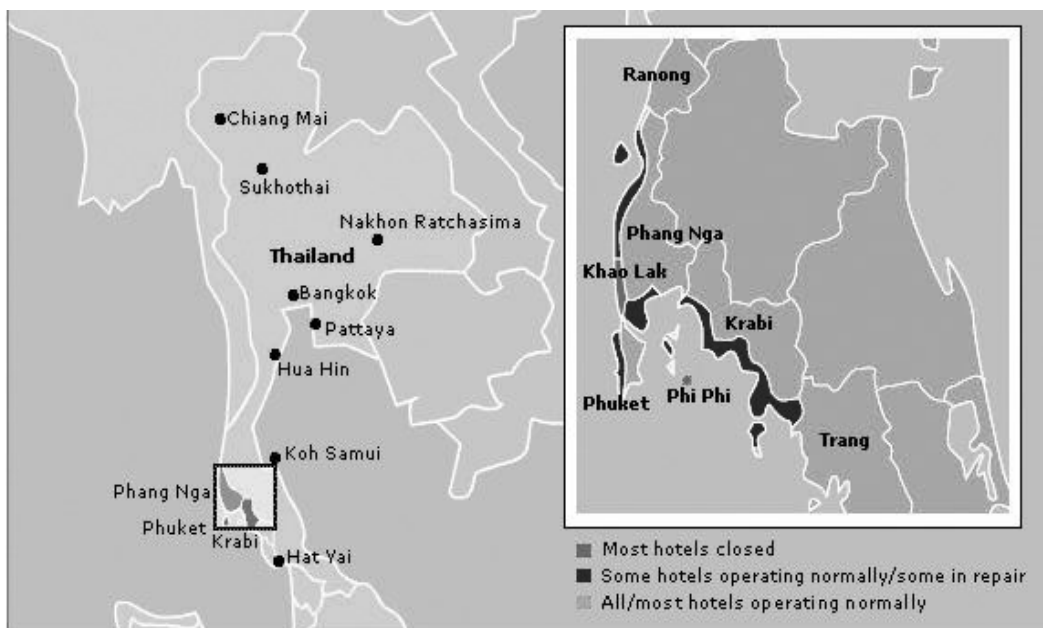 Chiang Mai
Sukhothai
Nakhon Ratchasima
Thailand
Bangkok
Pattaya
Hua Hin
Koh Samui
Phang Nga
Phuket
Krabi
Hat Yai
Ranong
Phang Nga
Khao Lak
Krabi
Phuket
Phi Phi
Trang
Most hotels closed
Some hotels operating normally/some in repair
All/most hotels operating normally